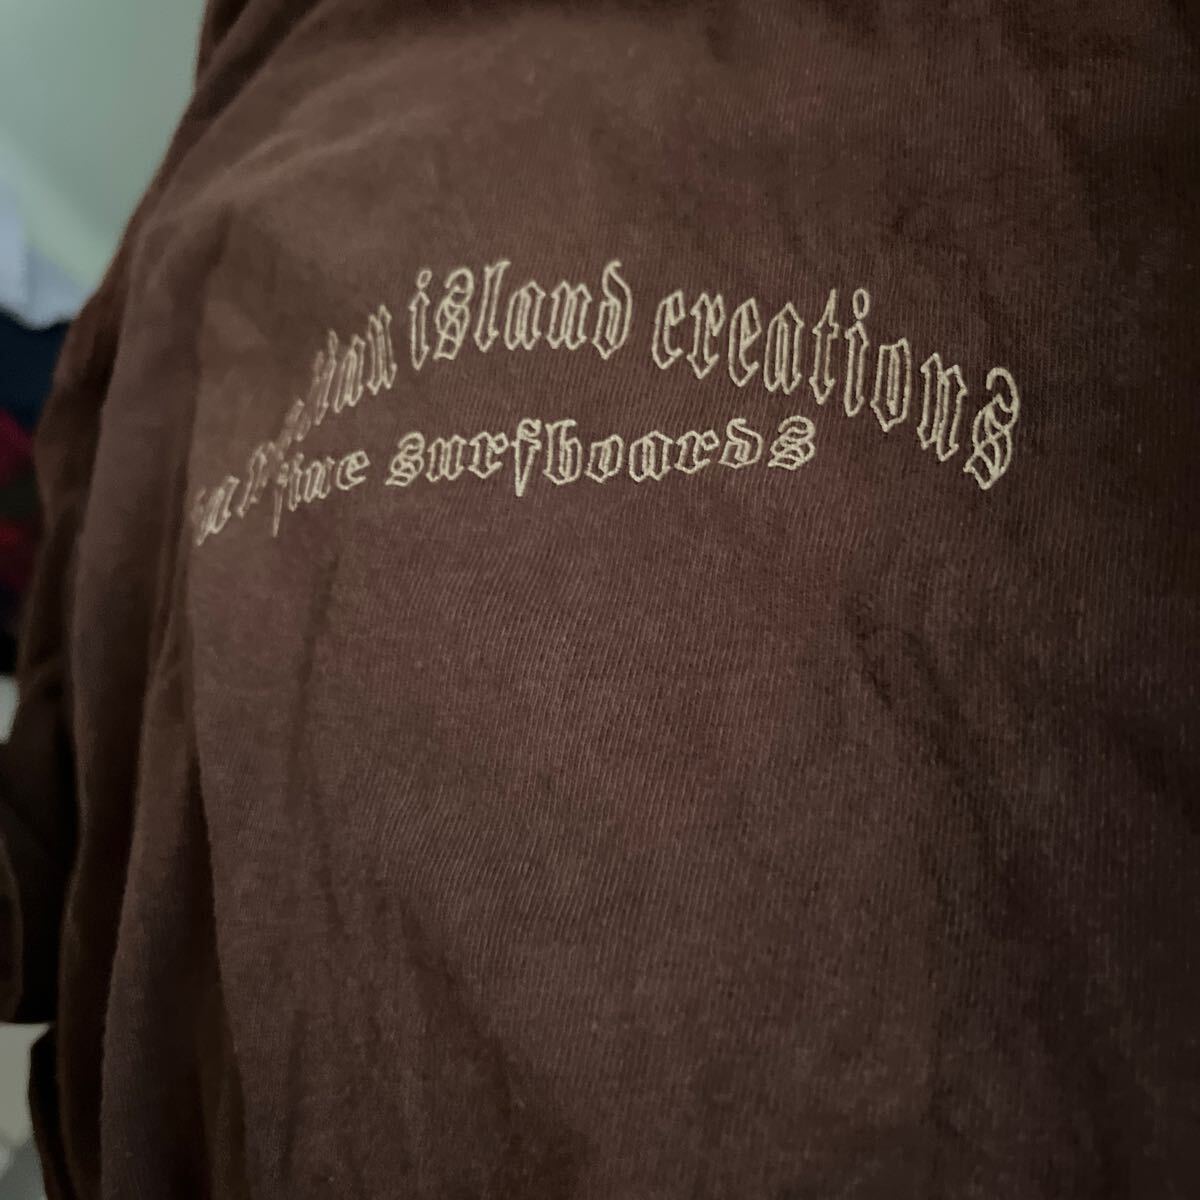 island creations
fine surfboards